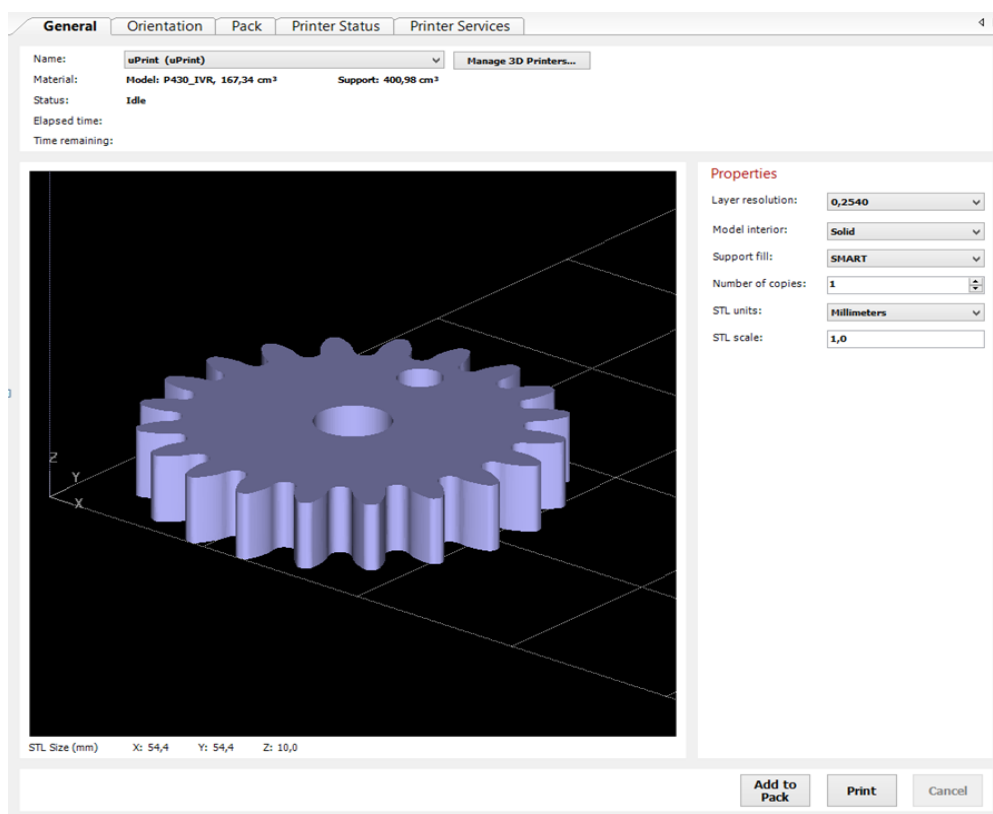 General Orientation Pack Printer Status Printer Services
Name: uPrint (uPrint) Manage 3D Printers...
Material: Model: P430_IVR, 167,34 cm³ Support: 400,98 cm³
Status: Idle
Elapsed time:
Time remaining:
Properties
Layer resolution: 0,2540
Model interior: Solid
Support fill: SMART
Number of copies: 1
STL units: Millimeters
STL scale: 1,0
Z
Y
X
STL Size (mm) X: 54,4 Y: 54,4 Z: 10,0
Add to
Pack
Print
Cancel